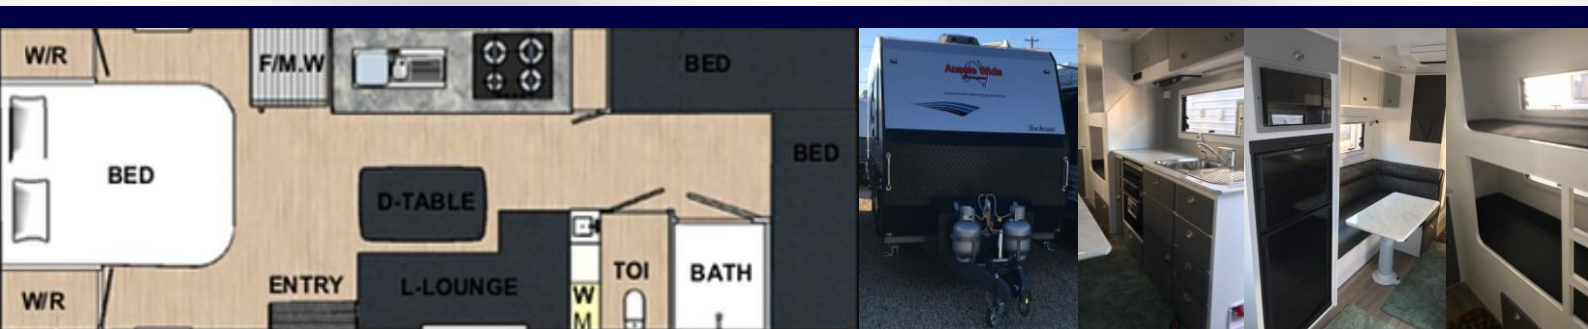 W/R
F/M.W
BED
BED
BED
D-TABLE
ENTRY
L-LOUNGE
W/R
W
M
TOI
BATH
Aussie Wide